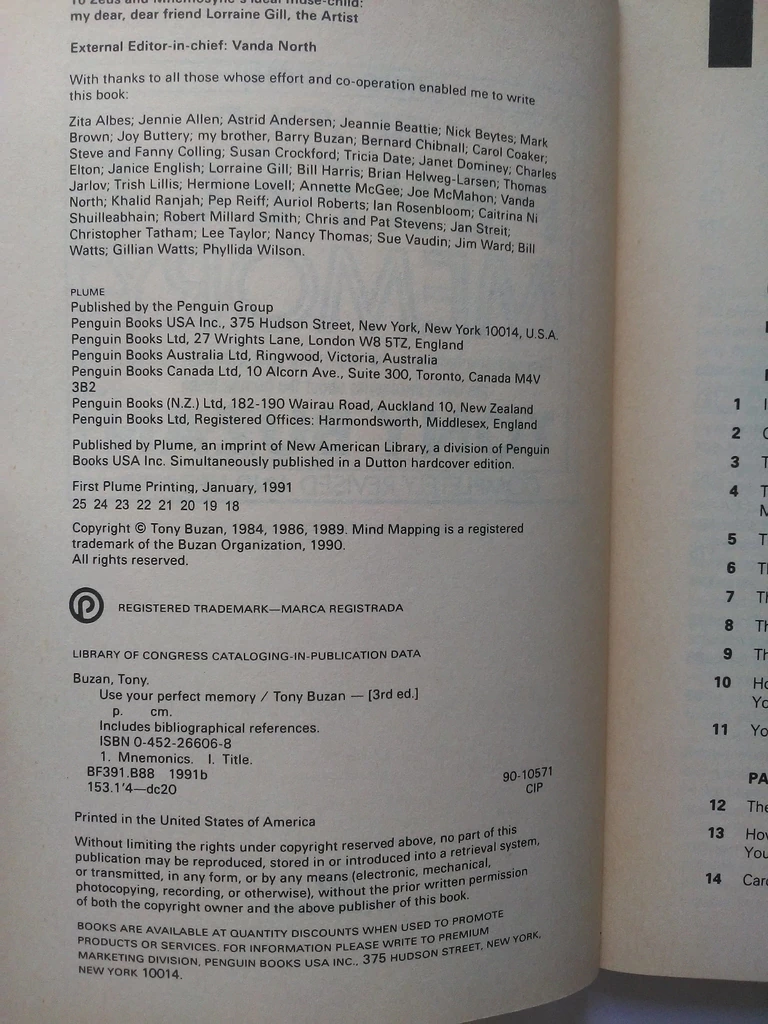 To Zeus and Mnemosyne's ideal muse-child:
my dear, dear friend Lorraine Gill, the Artist
External Editor-in-chief: Vanda North
With thanks to all those whose effort and co-operation enabled me to write
this book:
Zita Albes; Jennie Allen; Astrid Andersen; Jeannie Beattie; Nick Beytes; Mark
Brown; Joy Buttery; my brother, Barry Buzan; Bernard Chibnall; Carol Coaker;
Steve and Fanny Colling; Susan Crockford; Tricia Date; Janet Dominey; Charles
Elton; Janice English; Lorraine Gill; Bill Harris; Brian Helweg-Larsen; Thomas
Jarlov; Trish Lillis; Hermione Lovell; Annette McGee; Joe McMahon; Vanda
North; Khalid Ranjah; Pep Reiff; Auriol Roberts; Ian Rosenbloom; Caitrina Ni
Shuilleabhain; Robert Millard Smith; Chris and Pat Stevens; Jan Streit;
Christopher Tatham; Lee Taylor; Nancy Thomas; Sue Vaudin; Jim Ward; Bill
Watts; Gillian Watts; Phyllida Wilson.
PLUME
Published by the Penguin Group
Penguin Books USA Inc., 375 Hudson Street, New York, New York 10014, U.S.A.
Penguin Books Ltd, 27 Wrights Lane, London W8 5TZ, England
Penguin Books Australia Ltd, Ringwood, Victoria, Australia
Penguin Books Canada Ltd, 10 Alcorn Ave., Suite 300, Toronto, Canada M4V
3B2
Penguin Books (N.Z.) Ltd, 182-190 Wairau Road, Auckland 10, New Zealand
Penguin Books Ltd, Registered Offices: Harmondsworth, Middlesex, England
Published by Plume, an imprint of New American Library, a division of Penguin
Books USA Inc. Simultaneously published in a Dutton hardcover edition.
First Plume Printing, January, 1991
25 24 23 22 21 20 19 18
Copyright © Tony Buzan, 1984, 1986, 1989. Mind Mapping is a registered
trademark of the Buzan Organization, 1990.
All rights reserved.
REGISTERED TRADEMARK—MARCA REGISTRADA
LIBRARY OF CONGRESS CATALOGING-IN-PUBLICATION DATA
Buzan, Tony.
Use your perfect memory / Tony Buzan — [3rd ed.]
p. cm.
Includes bibliographical references.
ISBN 0-452-26606-8
1. Mnemonics. I. Title.
BF391.B88 1991b
153.1'4—dc20
90-10571
CIP
Printed in the United States of America
Without limiting the rights under copyright reserved above, no part of this
publication may be reproduced, stored in or introduced into a retrieval system,
or transmitted, in any form, or by any means (electronic, mechanical,
photocopying, recording, or otherwise), without the prior written permission
of both the copyright owner and the above publisher of this book.
BOOKS ARE AVAILABLE AT QUANTITY DISCOUNTS WHEN USED TO PROMOTE
PRODUCTS OR SERVICES. FOR INFORMATION PLEASE WRITE TO PREMIUM
MARKETING DIVISION, PENGUIN BOOKS USA INC., 375 HUDSON STREET, NEW YORK,
NEW YORK 10014.
1
2
3
4
5
6
7
8
9
10
11
12
13
14